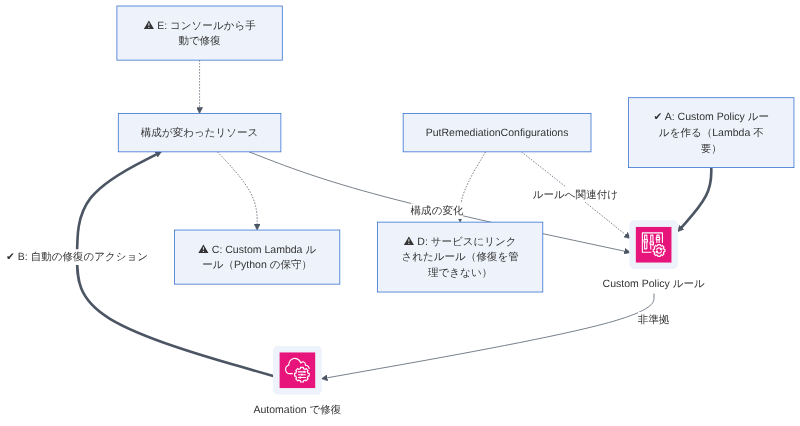 ⚠ E: コンソールから手
動で修復
構成が変わったリソース
PutRemediationConfigurations
✔ A: Custom Policy ルー
ルを作る（Lambda 不
要）
ルールへ関連付け
構成の変化
⚠ C: Custom Lambda ル
ール（Python の保守）
⚠ D: サービスにリンク
されたルール（修復を管
理できない）
✔ B: 自動の修復のアクション
Custom Policy ルール
非準拠
Automation で修復